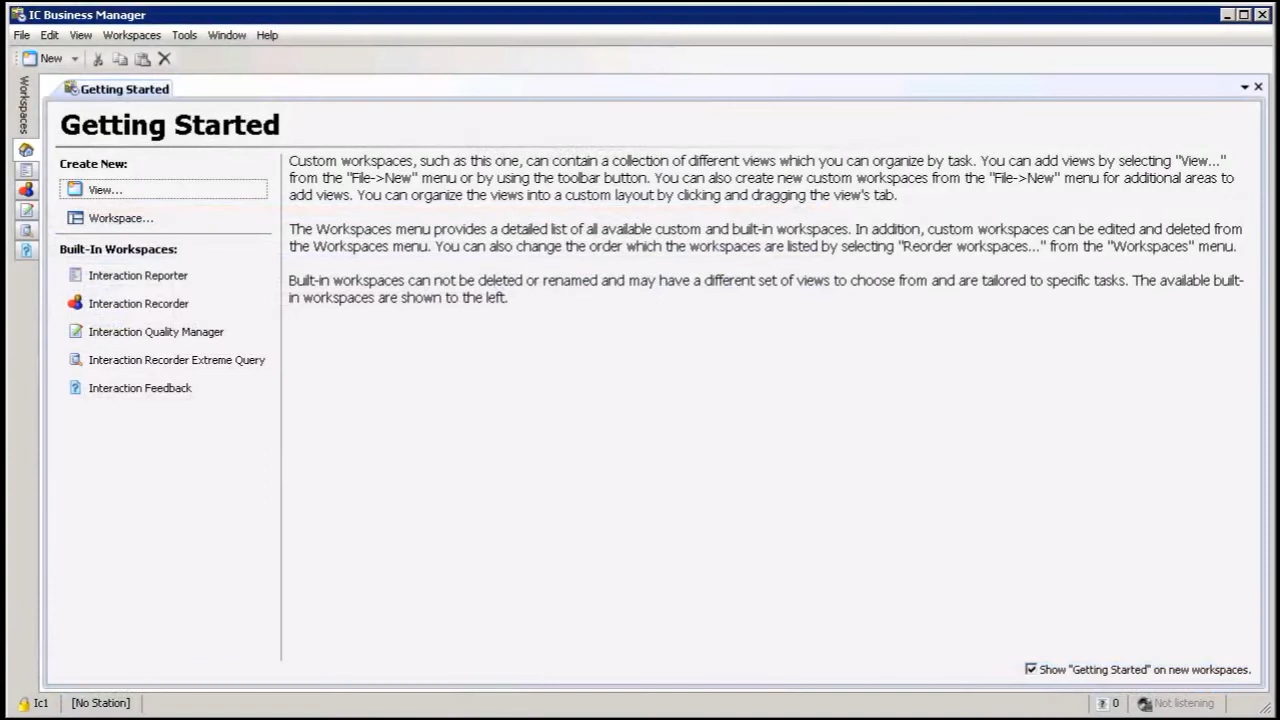 IC Business Manager
File Edit View Workspaces Tools Window Help
New
Workspaces
Getting Started
Getting Started
Create New:
View...
Workspace...
Built-In Workspaces:
Interaction Reporter
Interaction Recorder
Interaction Quality Manager
Interaction Recorder Extreme Query
Interaction Feedback
Custom workspaces, such as this one, can contain a collection of different views which you can organize by task. You can add views by selecting "View..."
from the "File->New" menu or by using the toolbar button. You can also create new custom workspaces from the "File->New" menu for additional areas to
add views. You can organize the views into a custom layout by clicking and dragging the view's tab.
The Workspaces menu provides a detailed list of all available custom and built-in workspaces. In addition, custom workspaces can be edited and deleted from
the Workspaces menu. You can also change the order which the workspaces are listed by selecting "Reorder workspaces..." from the "Workspaces" menu.
Built-in workspaces can not be deleted or renamed and may have a different set of views to choose from and are tailored to specific tasks. The available built-
in workspaces are shown to the left.
Show "Getting Started" on new workspaces.
Ic1 [No Station] 0 Not listening